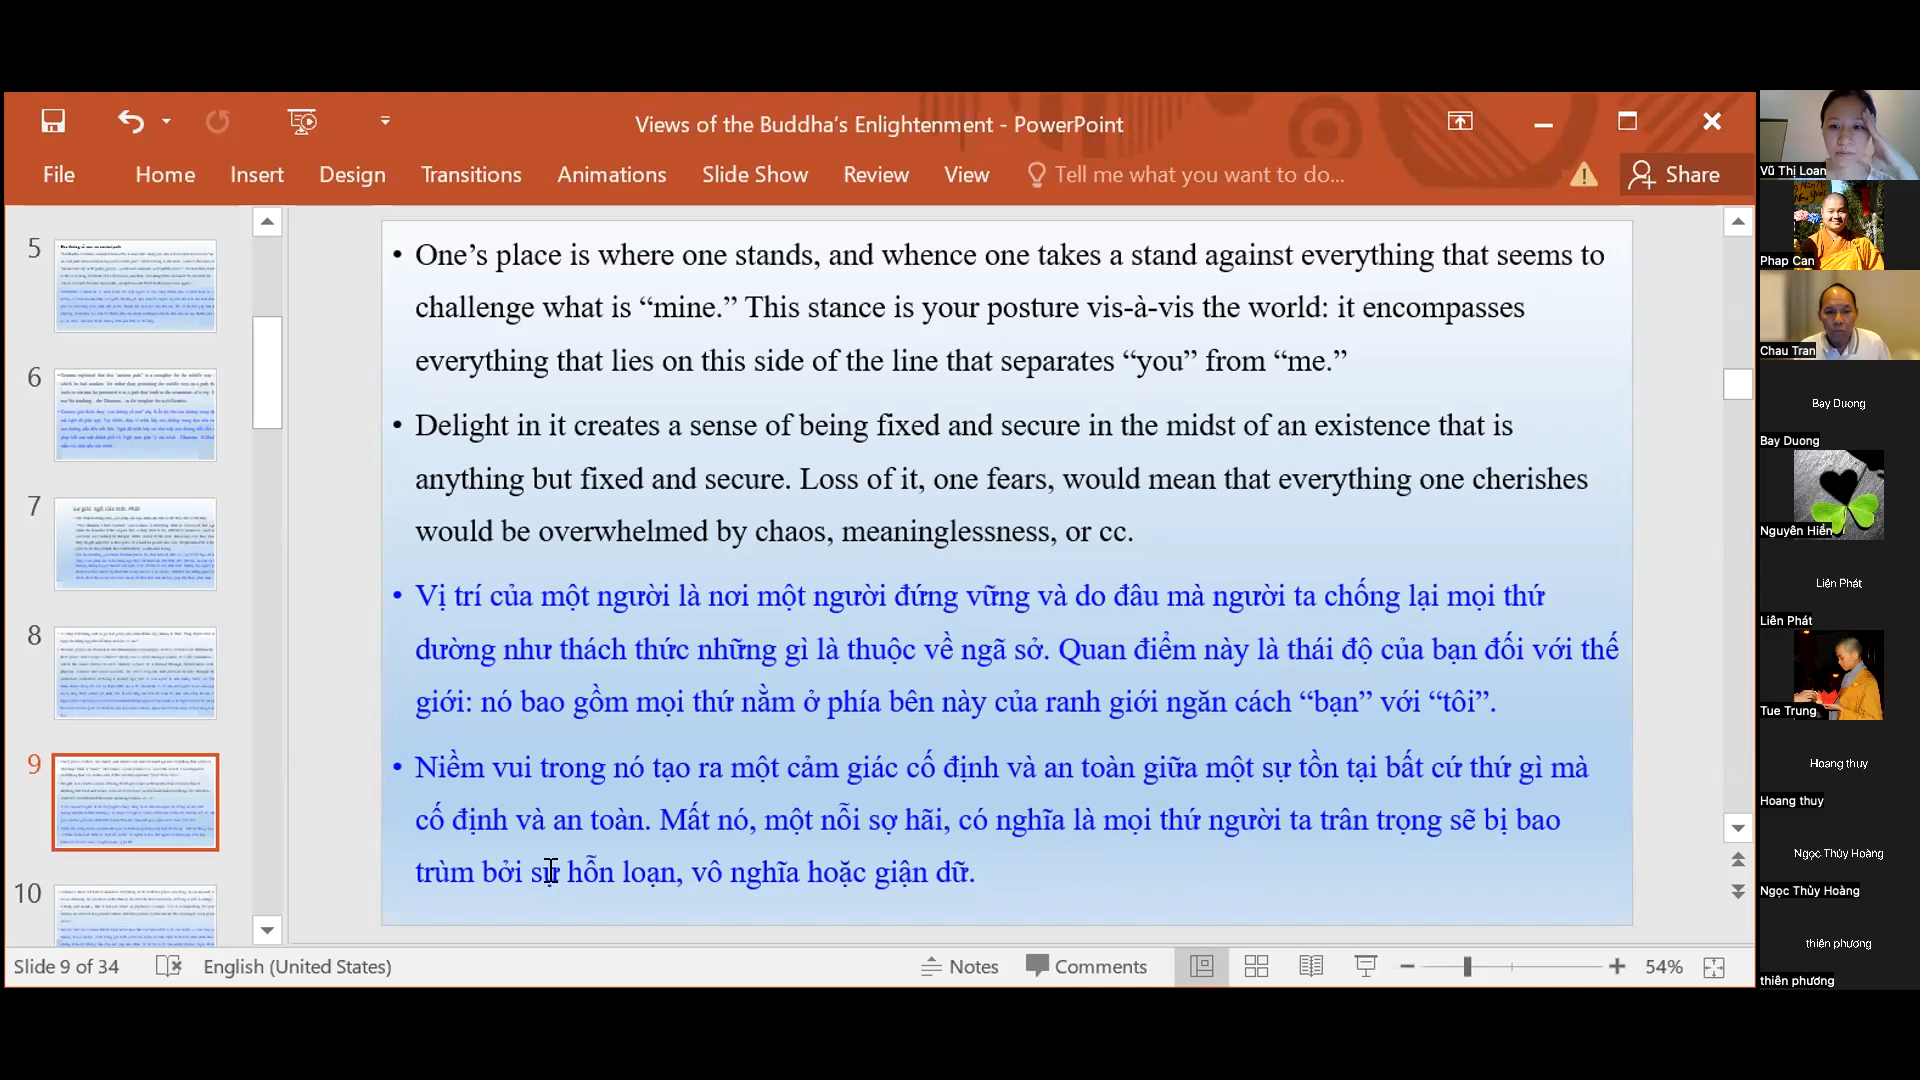 Views of the Buddha's Enlightenment - PowerPoint
File Home Insert Design Transitions Animations Slide Show Review View Tell me what you want to do... Share
5
6
7
8
9
10
• One’s place is where one stands, and whence one takes a stand against everything that seems to
challenge what is “mine.” This stance is your posture vis-à-vis the world: it encompasses
everything that lies on this side of the line that separates “you” from “me.”
• Delight in it creates a sense of being fixed and secure in the midst of an existence that is
anything but fixed and secure. Loss of it, one fears, would mean that everything one cherishes
would be overwhelmed by chaos, meaninglessness, or cc.
• Vị trí của một người là nơi một người đứng vững và do đâu mà người ta chống lại mọi thứ
dường như thách thức những gì là thuộc về ngã sở. Quan điểm này là thái độ của bạn đối với thế
giới: nó bao gồm mọi thứ nằm ở phía bên này của ranh giới ngăn cách “bạn” với “tôi”.
• Niềm vui trong nó tạo ra một cảm giác cố định và an toàn giữa một sự tồn tại bất cứ thứ gì mà
cố định và an toàn. Mất nó, một nỗi sợ hãi, có nghĩa là mọi thứ người ta trân trọng sẽ bị bao
trùm bởi sự hỗn loạn, vô nghĩa hoặc giận dữ.
Slide 9 of 34 English (United States) Notes Comments 54%
Vũ Thị Loan
Phap Can
Chau Tran
Bay Duong
Bay Duong
Nguyên Hiền
Liên Phát
Liên Phát
Tue Trung
Hoang thuy
Hoang thuy
Ngọc Thủy Hoàng
Ngọc Thủy Hoàng
thiên phương
thiên phương